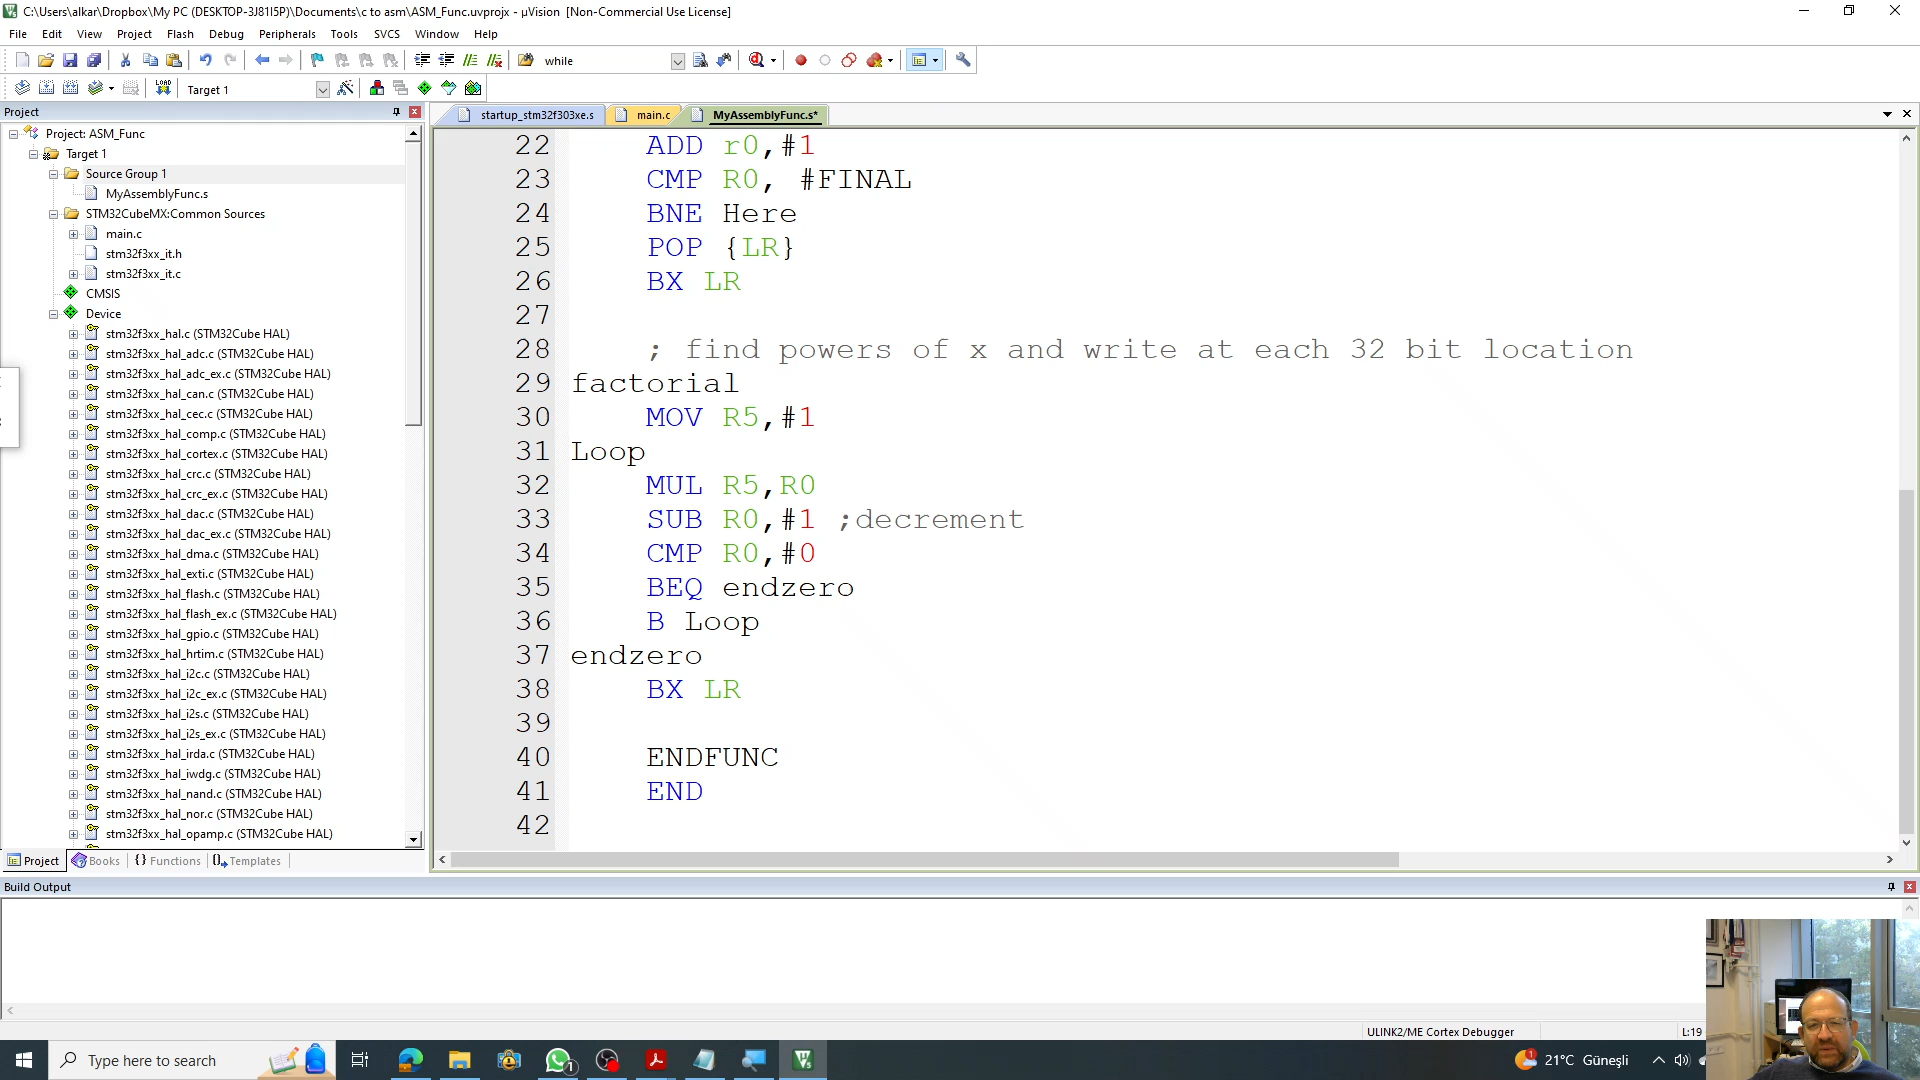 C:\Users\alkar\Dropbox\My PC (DESKTOP-3J81I5P)\Documents\c to asm\ASM_Func.uvprojx - µVision [Non-Commercial Use License]
File Edit View Project Flash Debug Peripherals Tools SVCS Window Help
while
LOAD Target 1
Project
startup_stm32f303xe.s main.c MyAssemblyFunc.s*
Project: ASM_Func
Target 1
Source Group 1
MyAssemblyFunc.s
STM32CubeMX:Common Sources
main.c
stm32f3xx_it.h
stm32f3xx_it.c
CMSIS
Device
stm32f3xx_hal.c (STM32Cube HAL)
stm32f3xx_hal_adc.c (STM32Cube HAL)
stm32f3xx_hal_adc_ex.c (STM32Cube HAL)
stm32f3xx_hal_can.c (STM32Cube HAL)
stm32f3xx_hal_cec.c (STM32Cube HAL)
stm32f3xx_hal_comp.c (STM32Cube HAL)
stm32f3xx_hal_cortex.c (STM32Cube HAL)
stm32f3xx_hal_crc.c (STM32Cube HAL)
stm32f3xx_hal_crc_ex.c (STM32Cube HAL)
stm32f3xx_hal_dac.c (STM32Cube HAL)
stm32f3xx_hal_dac_ex.c (STM32Cube HAL)
stm32f3xx_hal_dma.c (STM32Cube HAL)
stm32f3xx_hal_exti.c (STM32Cube HAL)
stm32f3xx_hal_flash.c (STM32Cube HAL)
stm32f3xx_hal_flash_ex.c (STM32Cube HAL)
stm32f3xx_hal_gpio.c (STM32Cube HAL)
stm32f3xx_hal_hrtim.c (STM32Cube HAL)
stm32f3xx_hal_i2c.c (STM32Cube HAL)
stm32f3xx_hal_i2c_ex.c (STM32Cube HAL)
stm32f3xx_hal_i2s.c (STM32Cube HAL)
stm32f3xx_hal_i2s_ex.c (STM32Cube HAL)
stm32f3xx_hal_irda.c (STM32Cube HAL)
stm32f3xx_hal_iwdg.c (STM32Cube HAL)
stm32f3xx_hal_nand.c (STM32Cube HAL)
stm32f3xx_hal_nor.c (STM32Cube HAL)
stm32f3xx_hal_opamp.c (STM32Cube HAL)
Project Books {} Functions Templates
22 ADD r0,#1
23 CMP R0, #FINAL
24 BNE Here
25 POP {LR}
26 BX LR
27
28 ; find powers of x and write at each 32 bit location
29 factorial
30 MOV R5,#1
31 Loop
32 MUL R5,R0
33 SUB R0,#1 ;decrement
34 CMP R0,#0
35 BEQ endzero
36 B Loop
37 endzero
38 BX LR
39
40 ENDFUNC
41 END
42
Build Output
ULINK2/ME Cortex Debugger L:19
Type here to search
1
1 21°C Güneşli